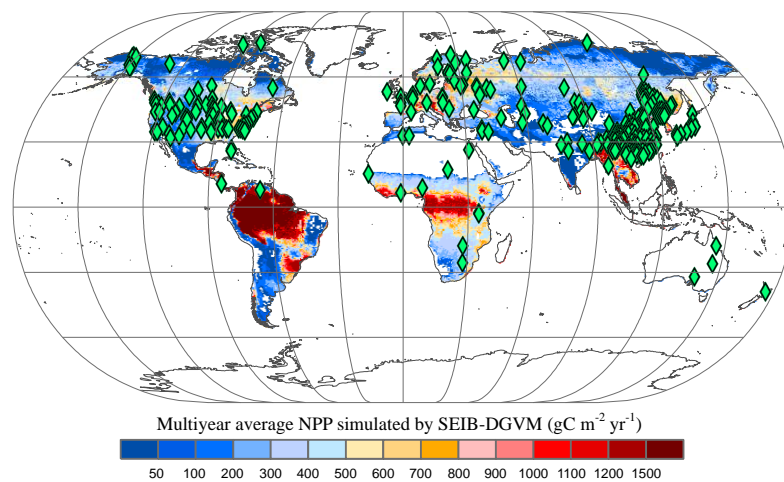 Multiyear average NPP simulated by SEIB-DGVM (gC m⁻² yr⁻¹)
50 100 200 300 400 500 600 700 800 900 1000 1100 1200 1500